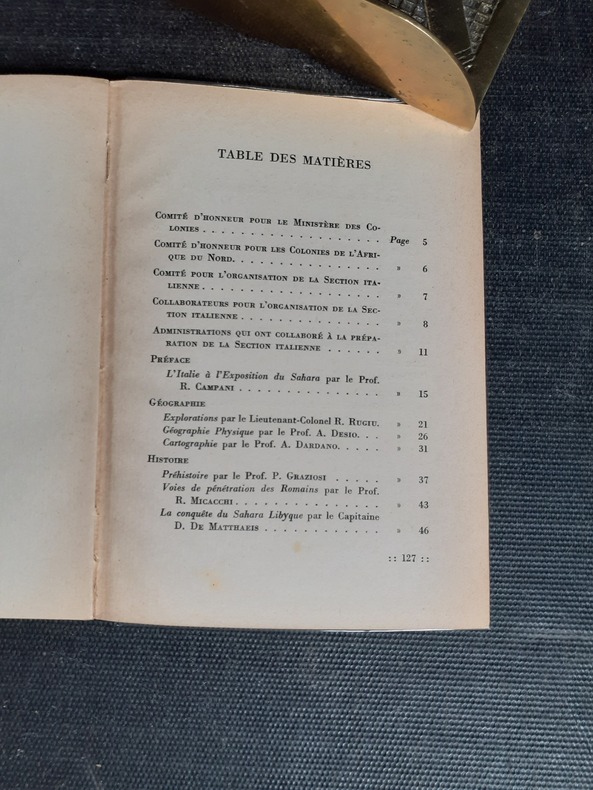 TABLE DES MATIÈRES
COMITÉ D'HONNEUR POUR LE MINISTÈRE DES CO-
LONIES . . . . . . . . . . . . . . . . . . Page 5
COMITÉ D'HONNEUR POUR LES COLONIES DE L'AFRI-
QUE DU NORD. . . . . . . . . . . . . . . » 6
COMITÉ POUR L'ORGANISATION DE LA SECTION ITA-
LIENNE . . . . . . . . . . . . . . . . . . » 7
COLLABORATEURS POUR L'ORGANISATION DE LA SEC-
TION ITALIENNE . . . . . . . . . . . . . . » 8
ADMINISTRATIONS QUI ONT COLLABORÉ À LA PRÉPA-
RATION DE LA SECTION ITALIENNE . . . . . . » 11
PRÉFACE
L'Italie à l'Exposition du Sahara par le Prof.
R. CAMPANI . . . . . . . . . . . . . . » 15
GÉOGRAPHIE
Explorations par le Lieutenant-Colonel R. RUGIU. » 21
Géographie Physique par le Prof. A. DESIO. . . » 26
Cartographie par le Prof. A. DARDANO. . . . . » 31
HISTOIRE
Préhistoire par le Prof. P. GRAZIOSI . . . . . » 37
Voies de pénétration des Romains par le Prof.
R. MICACCHI . . . . . . . . . . . . . . . » 43
La conquête du Sahara Libyque par le Capitaine
D. DE MATTHAEIS . . . . . . . . . . . . » 46
:: 127 ::